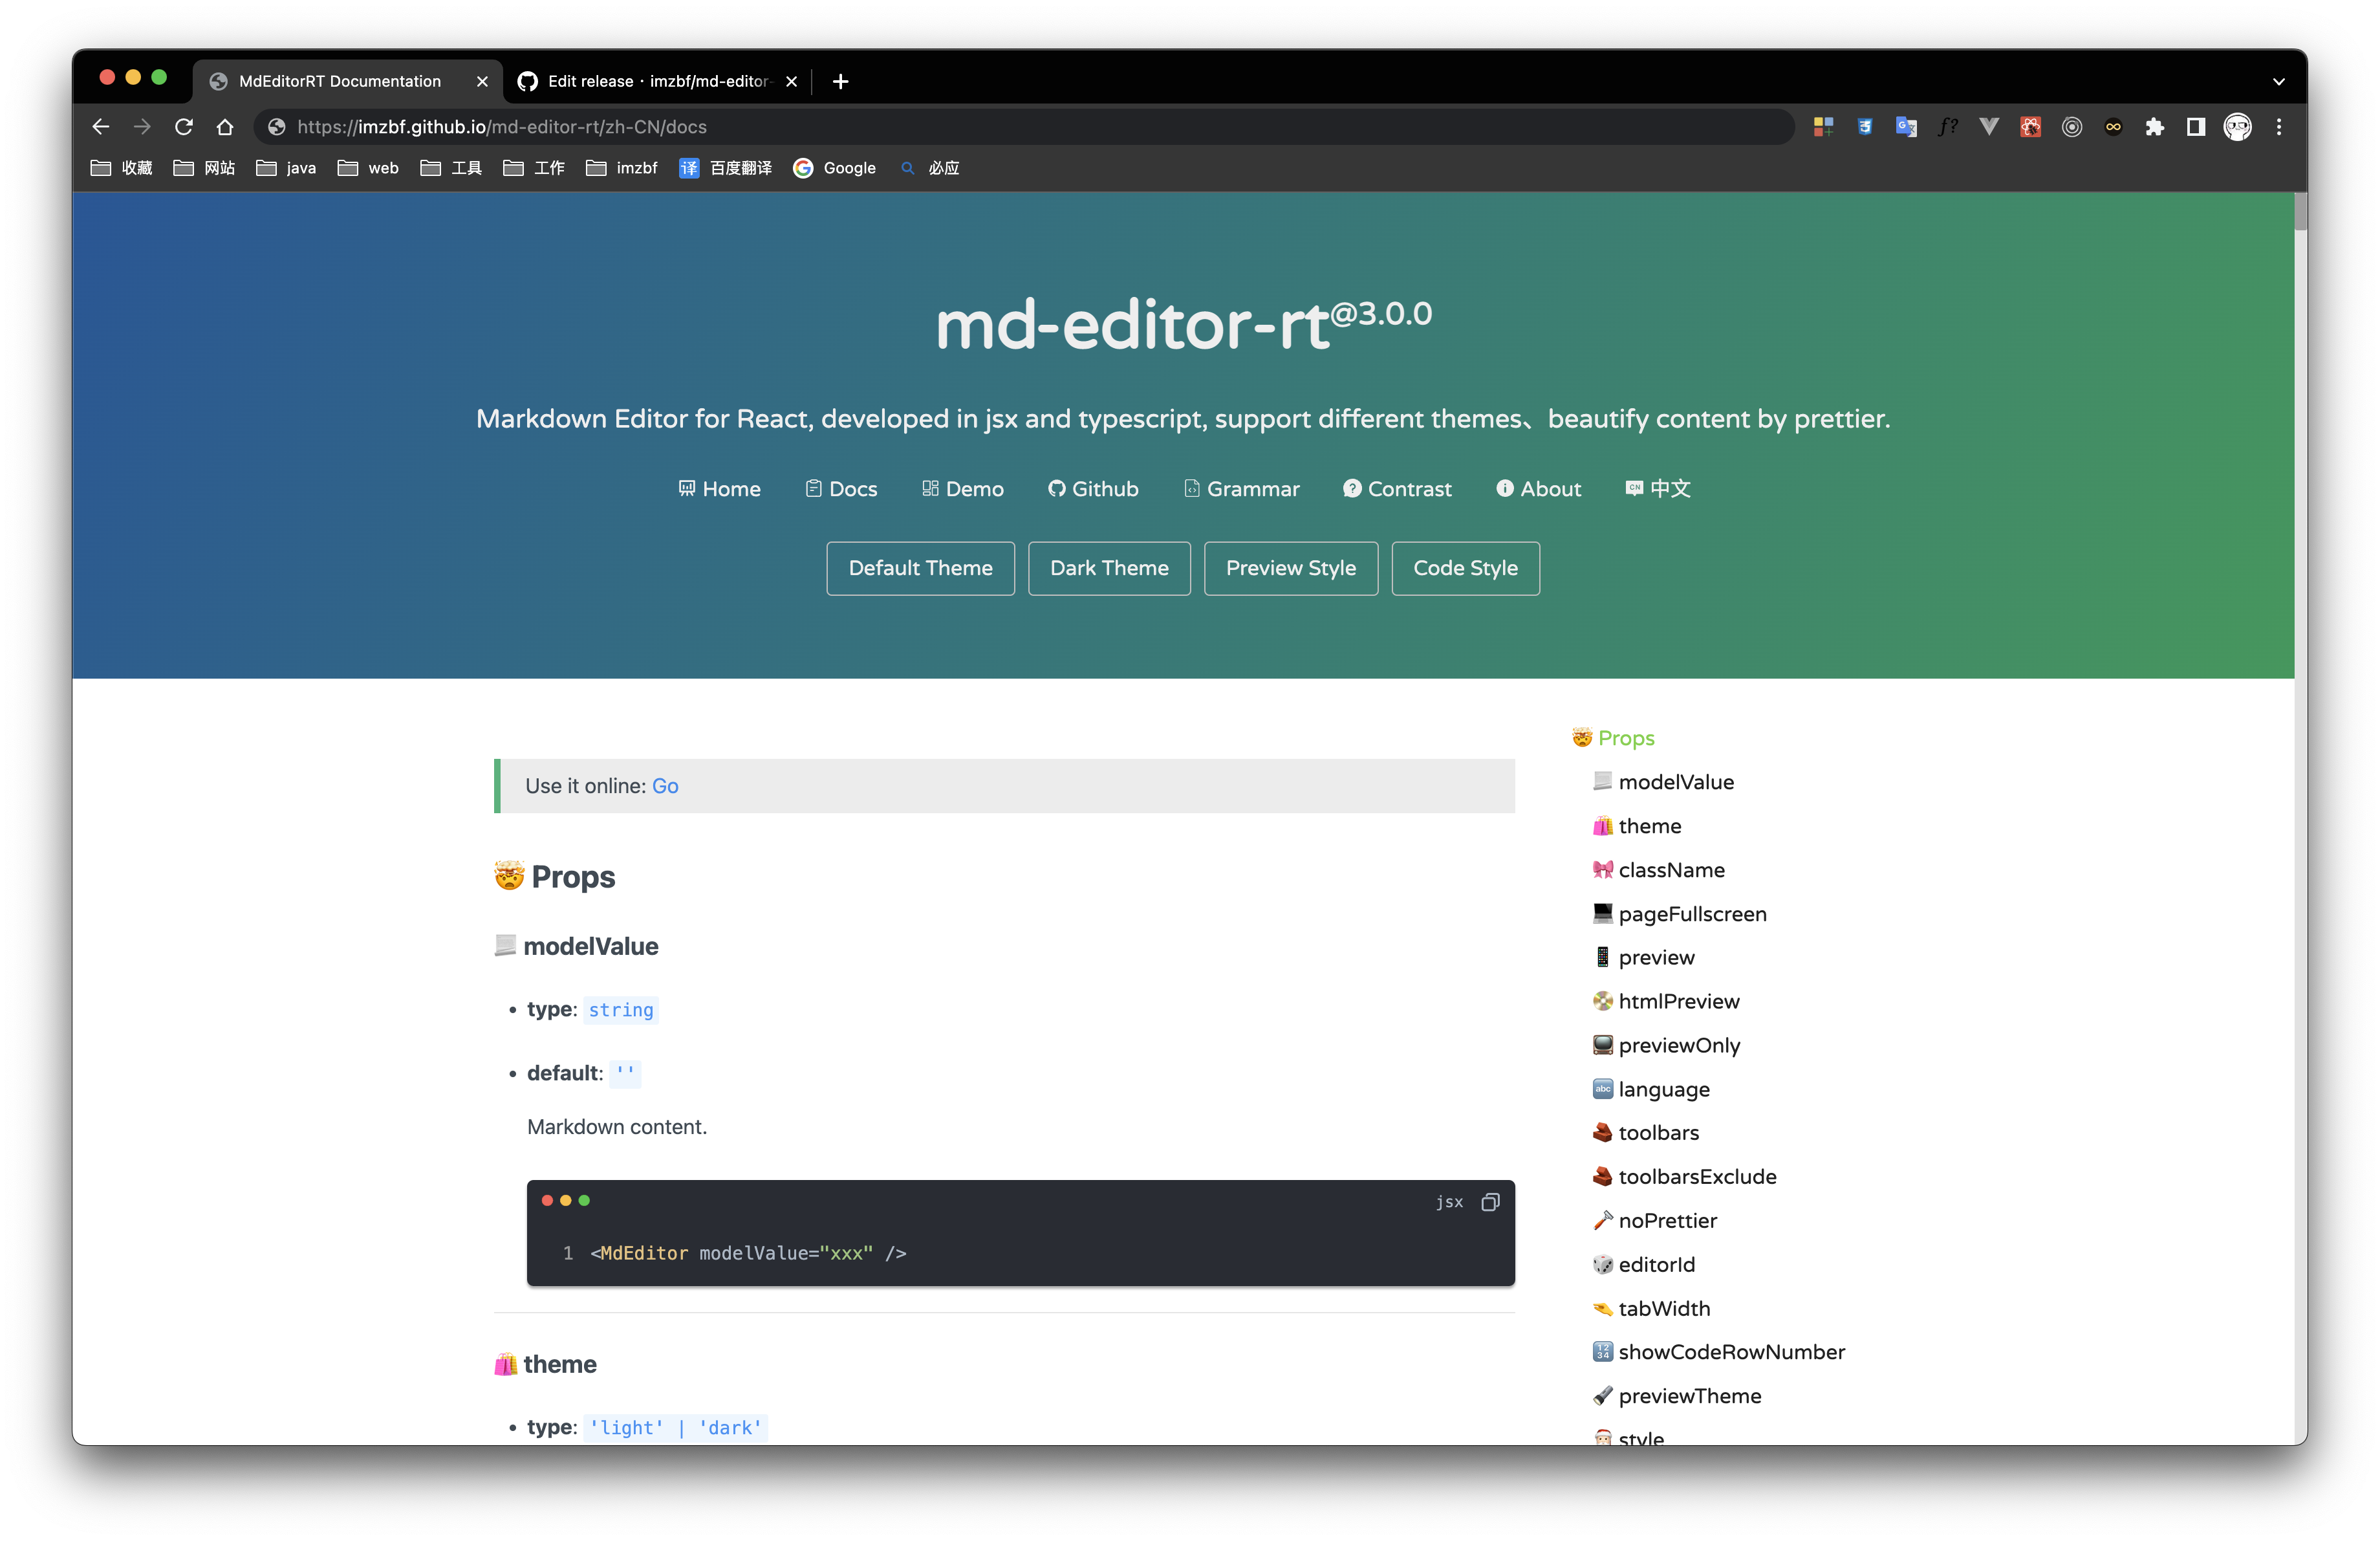 MdEditorRT Documentation
Edit release · imzbf/md-editor-
https://imzbf.github.io/md-editor-rt/zh-CN/docs
收藏 网站 java web 工具 工作 imzbf 译 百度翻译 Google 必应
md-editor-rt@3.0.0
Markdown Editor for React, developed in jsx and typescript, support different themes、beautify content by prettier.
Home Docs Demo Github Grammar Contrast About CN 中文
Default Theme Dark Theme Preview Style Code Style
Use it online: Go
🤯 Props
modelValue
• type: string
• default: ''
Markdown content.
jsx
1 <MdEditor modelValue="xxx" />
🛍 theme
• type: 'light' | 'dark'
🤯 Props
modelValue
theme
className
pageFullscreen
preview
htmlPreview
previewOnly
abc language
toolbars
toolbarsExclude
noPrettier
editorId
tabWidth
1234 showCodeRowNumber
previewTheme
style